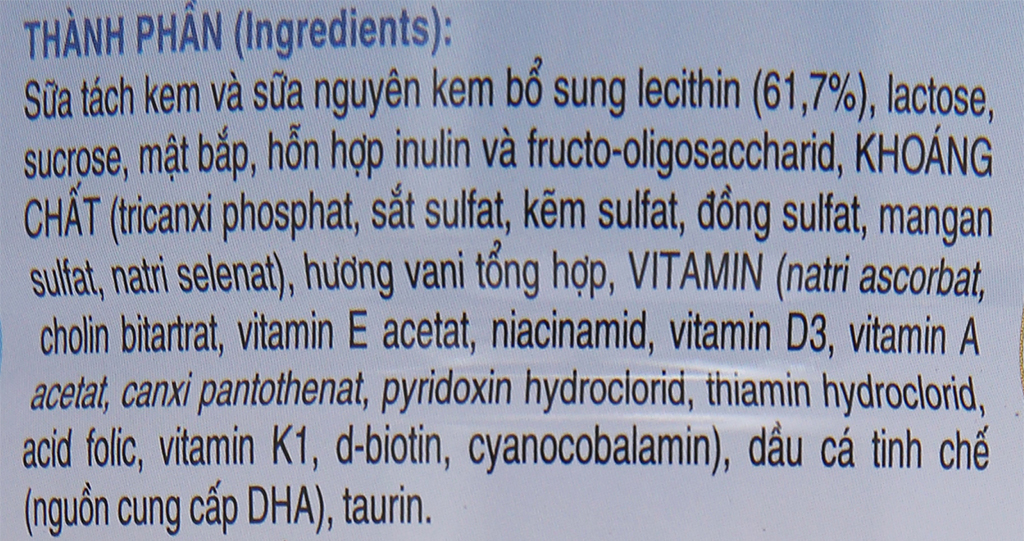 THÀNH PHẦN (Ingredients):
Sữa tách kem và sữa nguyên kem bổ sung lecithin (61,7%), lactose,
sucrose, mật bắp, hỗn hợp inulin và fructo-oligosaccharid, KHOÁNG
CHẤT (tricanxi phosphat, sắt sulfat, kẽm sulfat, đồng sulfat, mangan
sulfat, natri selenat), hương vani tổng hợp, VITAMIN (natri ascorbat,
cholin bitartrat, vitamin E acetat, niacinamid, vitamin D3, vitamin A
acetat, canxi pantothenat, pyridoxin hydroclorid, thiamin hydroclorid,
acid folic, vitamin K1, d-biotin, cyanocobalamin), dầu cá tinh chế
(nguồn cung cấp DHA), taurin.